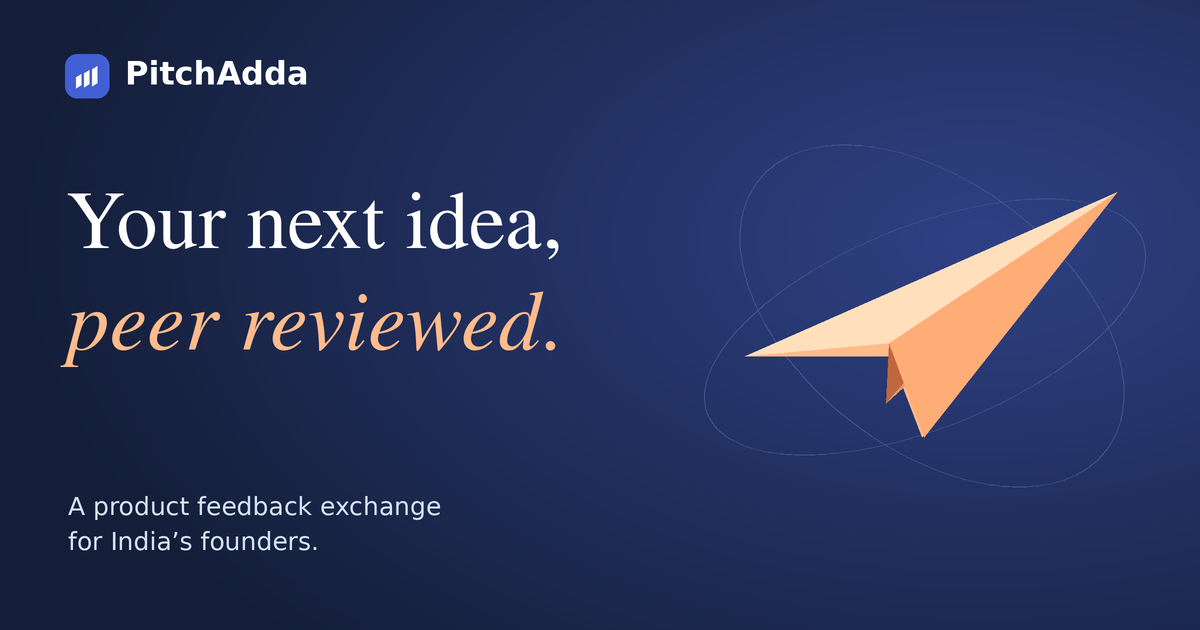 PitchAdda
Your next idea,
peer reviewed.
A product feedback exchange
for India’s founders.